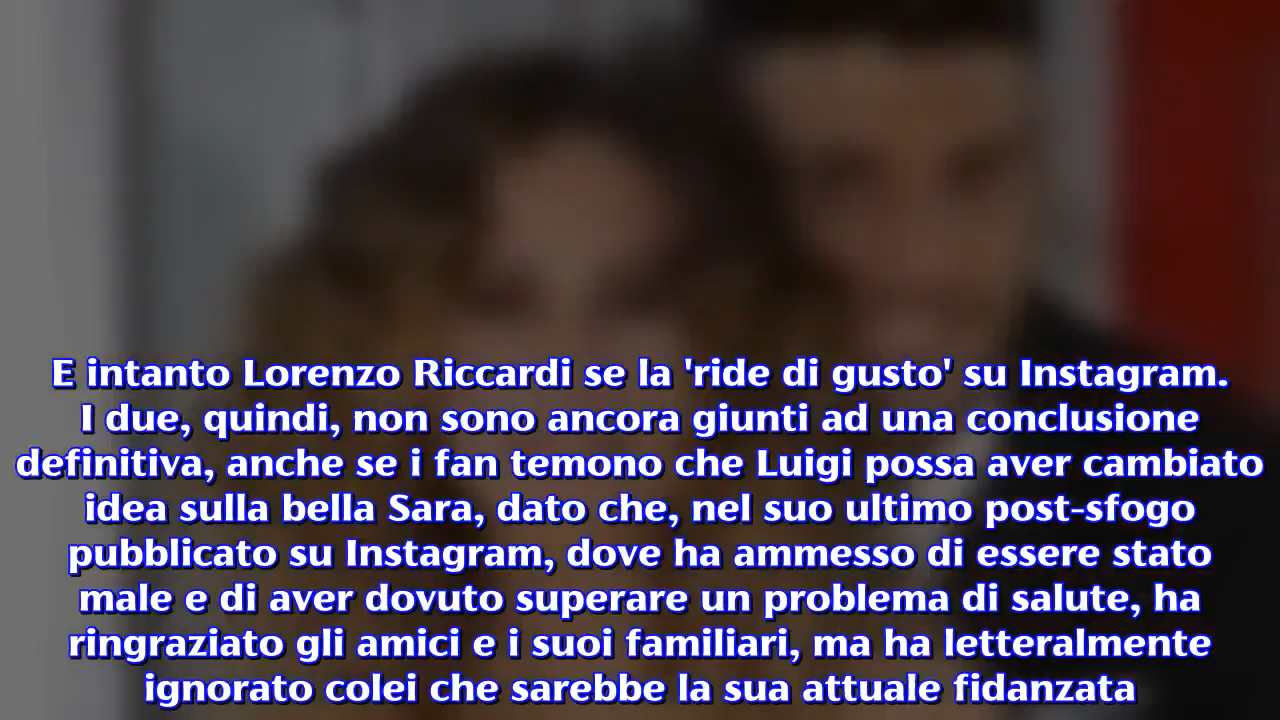 E intanto Lorenzo Riccardi se la 'ride di gusto' su Instagram.
I due, quindi, non sono ancora giunti ad una conclusione
definitiva, anche se i fan temono che Luigi possa aver cambiato
idea sulla bella Sara, dato che, nel suo ultimo post-sfogo
pubblicato su Instagram, dove ha ammesso di essere stato
male e di aver dovuto superare un problema di salute, ha
ringraziato gli amici e i suoi familiari, ma ha letteralmente
ignorato colei che sarebbe la sua attuale fidanzata